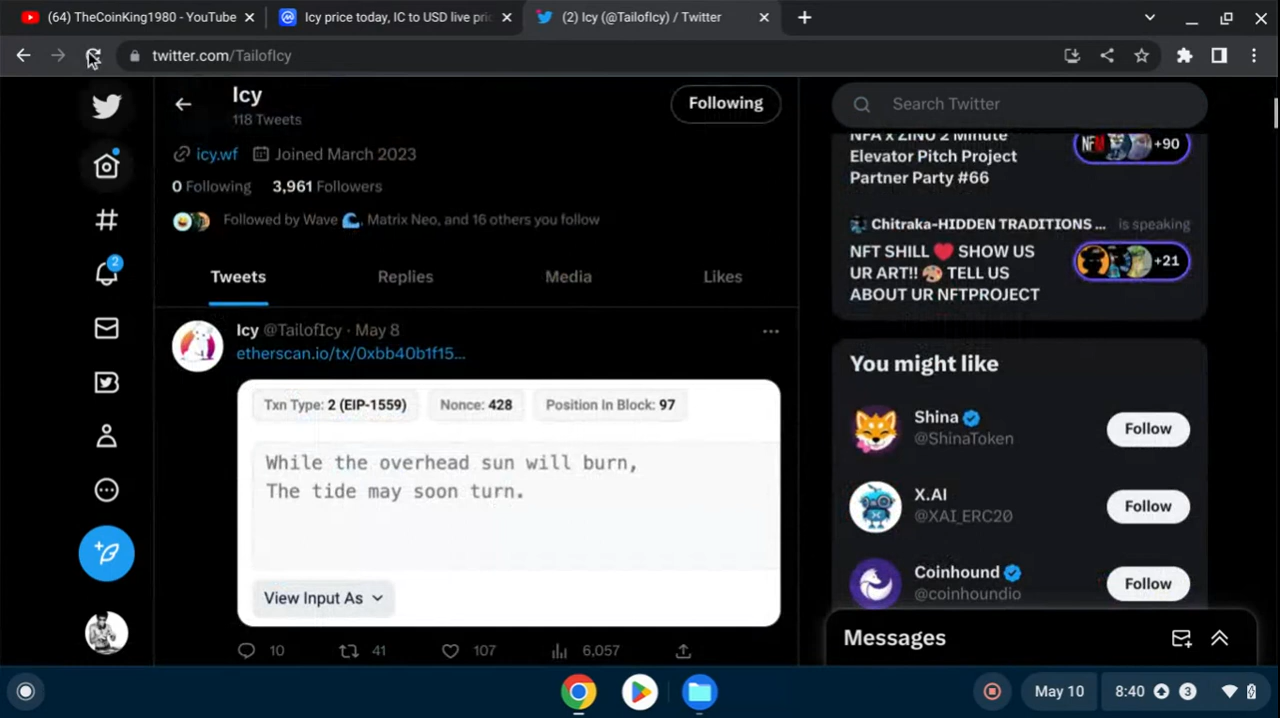 (64) TheCoinKing1980 - YouTube
Icy price today, IC to USD live pric
(2) Icy (@TailofIcy) / Twitter
twitter.com/TailofIcy
Icy
118 Tweets
Following
Search Twitter
icy.wf
Joined March 2023
0 Following 3,961 Followers
Followed by Wave 🌊, Matrix Neo, and 16 others you follow
Tweets
Replies
Media
Likes
Icy @TailofIcy · May 8
etherscan.io/tx/0xbb40b1f15...
Txn Type: 2 (EIP-1559)
Nonce: 428
Position In Block: 97
While the overhead sun will burn,
The tide may soon turn.
View Input As
10
41
107
6,057
2
NFA x ZINU 2 Minute
Elevator Pitch Project
Partner Party #66
NFM
+90
Chitraka-HIDDEN TRADITIONS ... is speaking
NFT SHILL ❤️ SHOW US
UR ART!! 🎨 TELL US
ABOUT UR NFTPROJECT
+21
You might like
Shina
@ShinaToken
Follow
X.AI
@XAI_ERC20
Follow
Coinhound
@coinhoundio
Follow
Messages
May 10
8:40
3